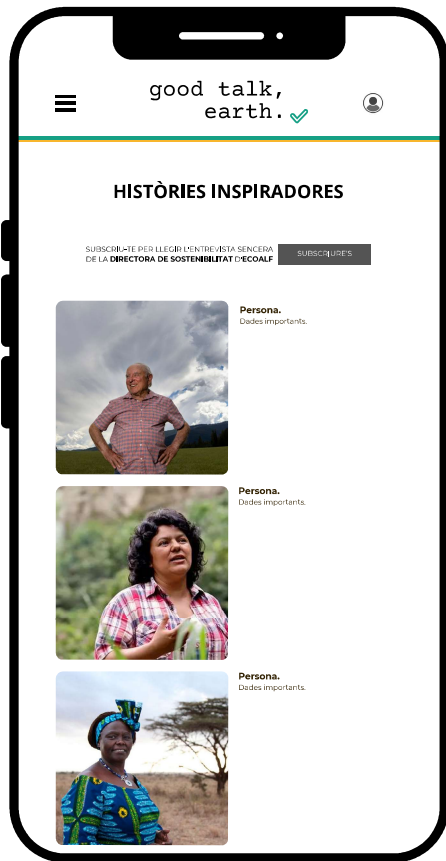 good talk,
earth.
HISTÒRIES INSPIRADORES
SUBSCRIU-TE PER LLEGIR L'ENTREVISTA SENCERA
DE LA DIRECTORA DE SOSTENIBILITAT D'ECOALF
SUBSCRIURE'S
Persona.
Dades importants.
Persona.
Dades importants.
Persona.
Dades importants.